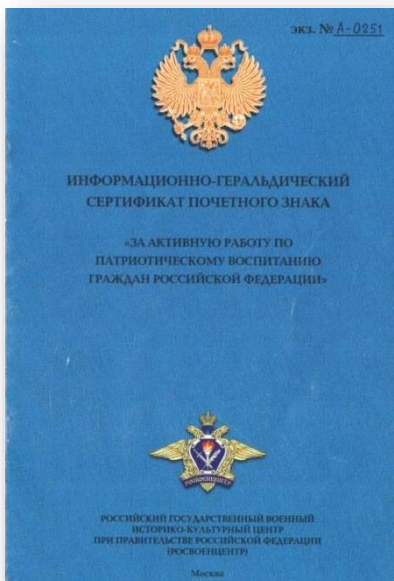 экз. № А-0251
ИНФОРМАЦИОННО-ГЕРАЛЬДИЧЕСКИЙ
СЕРТИФИКАТ ПОЧЕТНОГО ЗНАКА
«ЗА АКТИВНУЮ РАБОТУ ПО
ПАТРИОТИЧЕСКОМУ ВОСПИТАНИЮ
ГРАЖДАН РОССИЙСКОЙ ФЕДЕРАЦИИ»
РОСВОЕНЦЕНТР
РОССИЙСКИЙ ГОСУДАРСТВЕННЫЙ ВОЕННЫЙ
ИСТОРИКО-КУЛЬТУРНЫЙ ЦЕНТР
ПРИ ПРАВИТЕЛЬСТВЕ РОССИЙСКОЙ ФЕДЕРАЦИИ
(РОСВОЕНЦЕНТР)
Москва